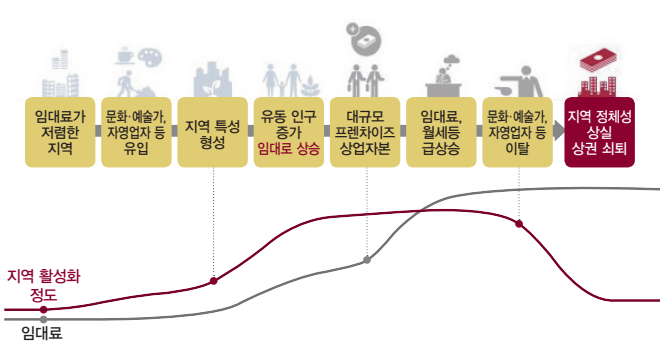 임대료가
저렴한
지역
문화·예술가,
자영업자 등
유입
지역 특성
형성
유동 인구
증가
임대로 상승
대규모
프렌차이즈
상업자본
임대료,
월세등
급상승
문화·예술가,
자영업자 등
이탈
지역 정체성
상실
상권 쇠퇴
지역 활성화
정도
임대료